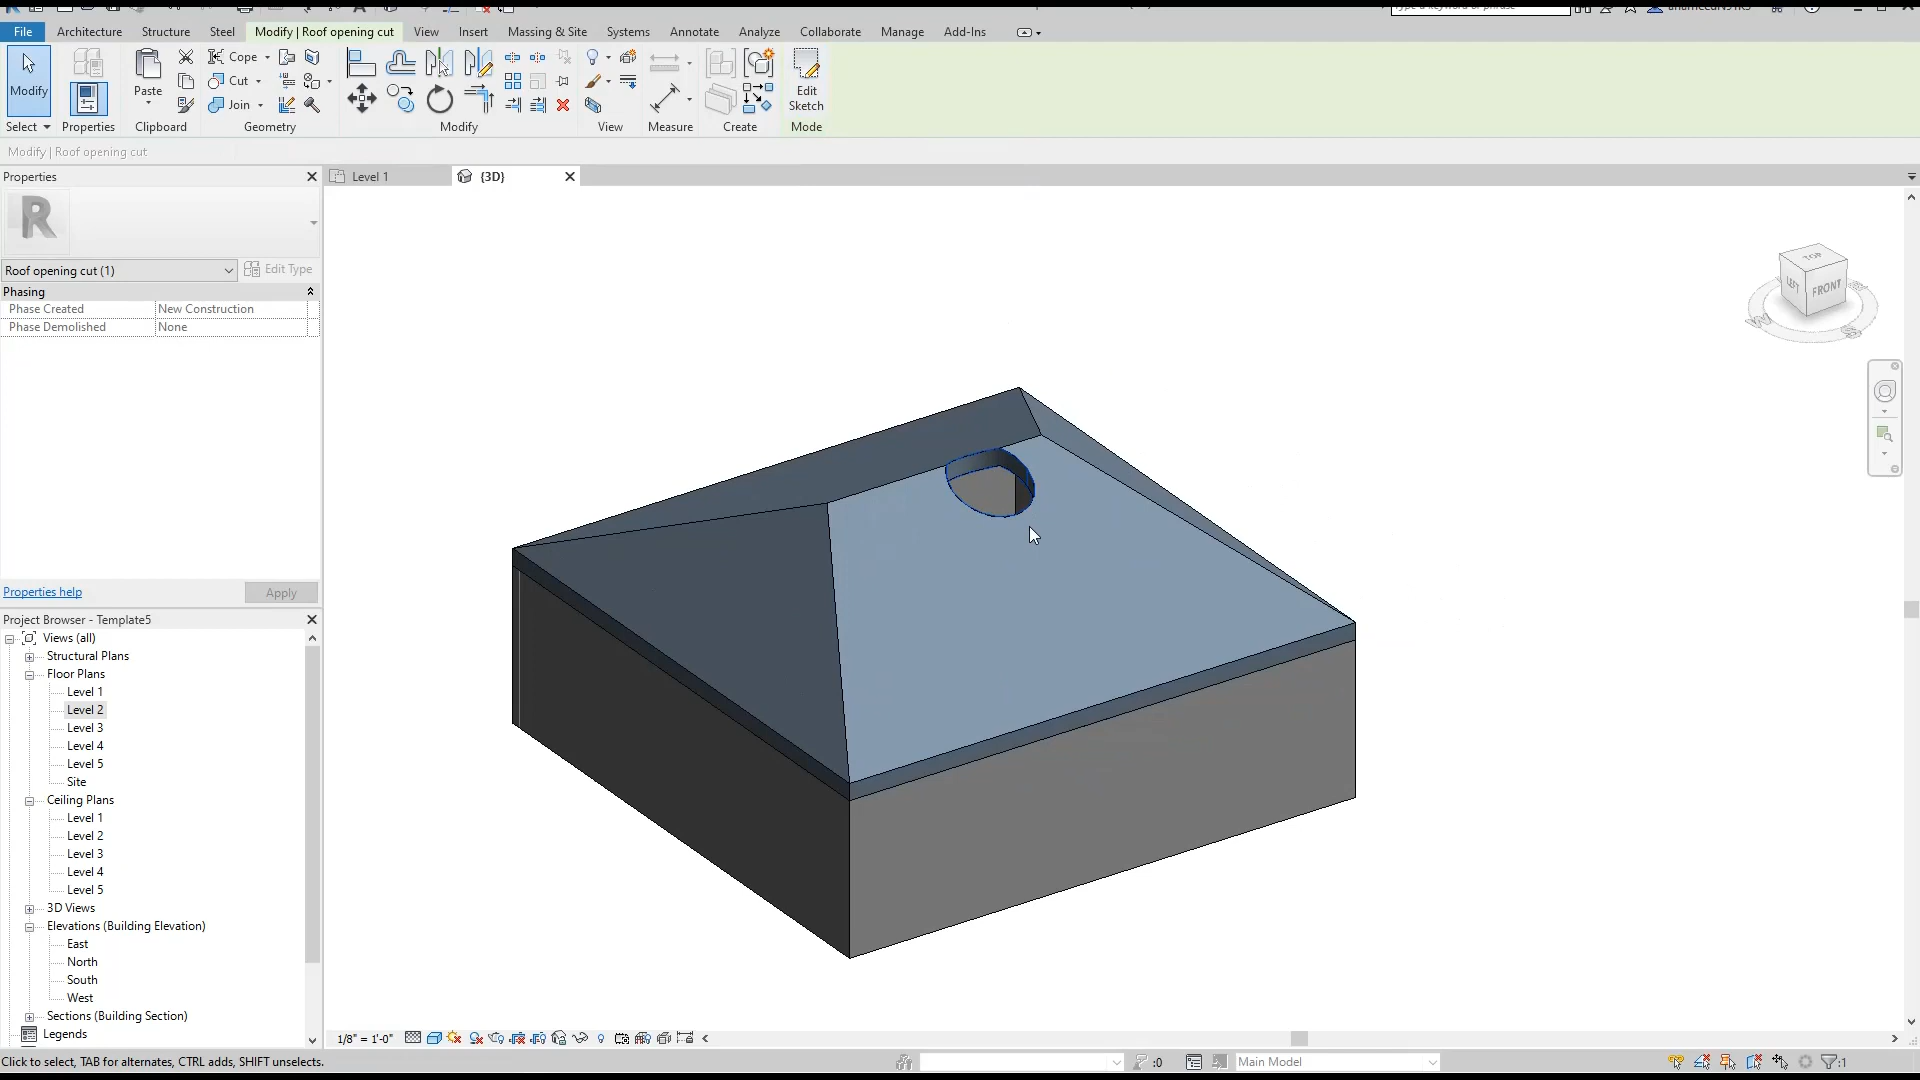 File Architecture Structure Steel Modify | Roof opening cut View Insert Massing & Site Systems Annotate Analyze Collaborate Manage Add-Ins
Modify
Paste
Cope
Cut
Join
Edit
Sketch
Select Properties Clipboard Geometry Modify View Measure Create Mode
Modify | Roof opening cut
Properties
Level 1
{3D}
R
Roof opening cut (1)
Edit Type
Phasing
Phase Created New Construction
Phase Demolished None
Properties help
Apply
Project Browser - Template5
Views (all)
Structural Plans
Floor Plans
Level 1
Level 2
Level 3
Level 4
Level 5
Site
Ceiling Plans
Level 1
Level 2
Level 3
Level 4
Level 5
3D Views
Elevations (Building Elevation)
East
North
South
West
Sections (Building Section)
Legends
TOP
LEFT
FRONT
W
S
1/8" = 1'-0"
Click to select, TAB for alternates, CTRL adds, SHIFT unselects.
:0
Main Model
:1